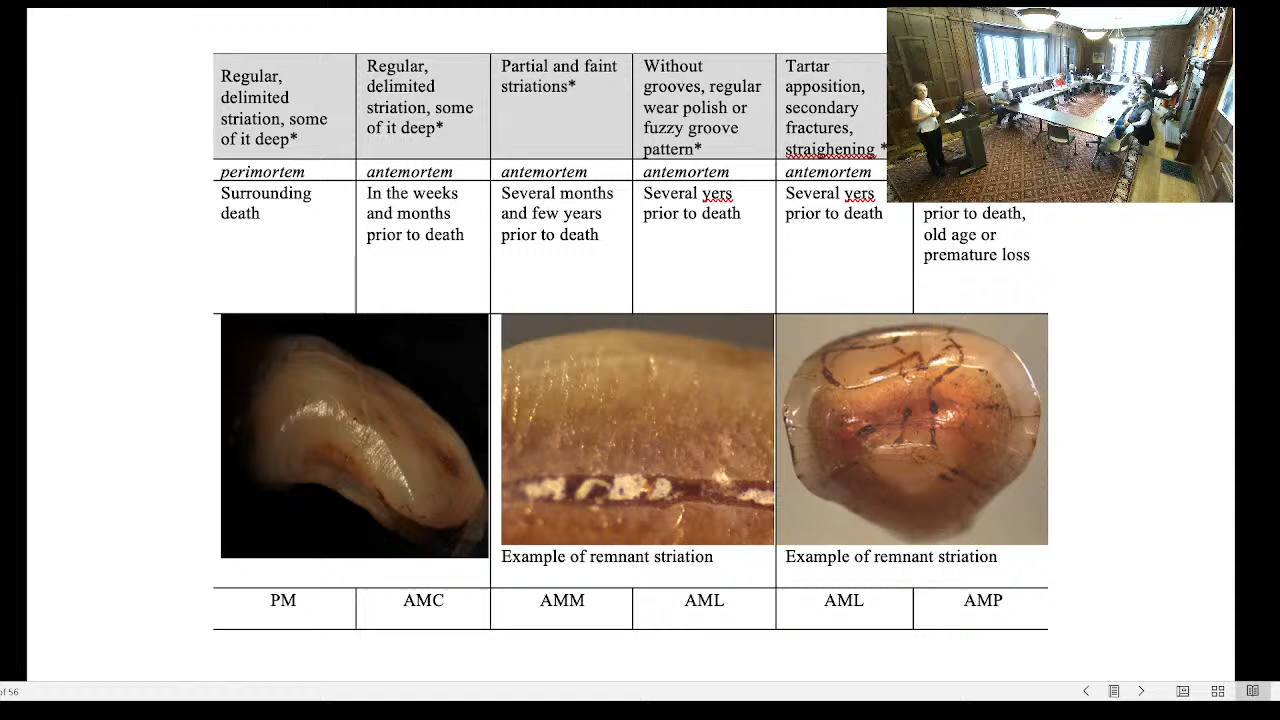 Regular,
delimited
striation, some
of it deep*
Regular,
delimited
striation, some
of it deep*
Partial and faint
striations*
Without
grooves, regular
wear polish or
fuzzy groove
pattern*
Tartar
apposition,
secondary
fractures,
straighening *
perimortem
antemortem
antemortem
antemortem
antemortem
Surrounding
death
In the weeks
and months
prior to death
Several months
and few years
prior to death
Several yers
prior to death
Several yers
prior to death
prior to death,
old age or
premature loss
Example of remnant striation
Example of remnant striation
PM
AMC
AMM
AML
AML
AMP
of 56